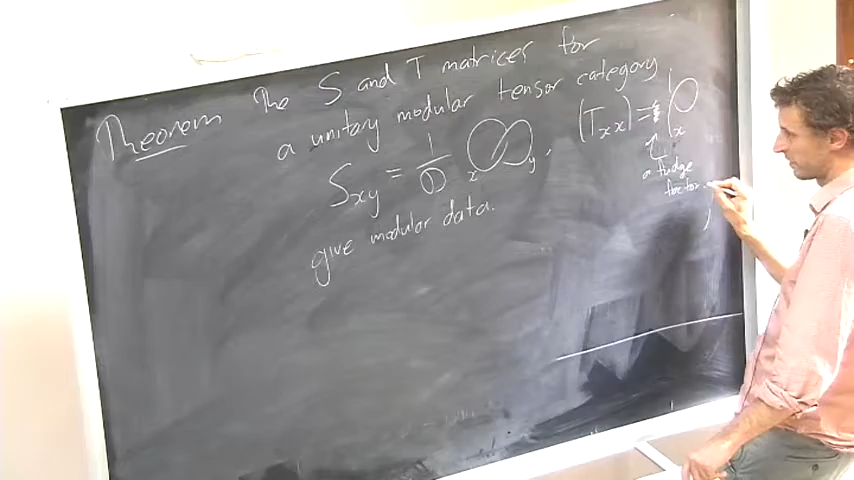 Theorem The S and T matrices for
a unitary modular tensor category
S_xy = 1/D x y, (T_xx) = x
a fudge
factor.
give modular data.